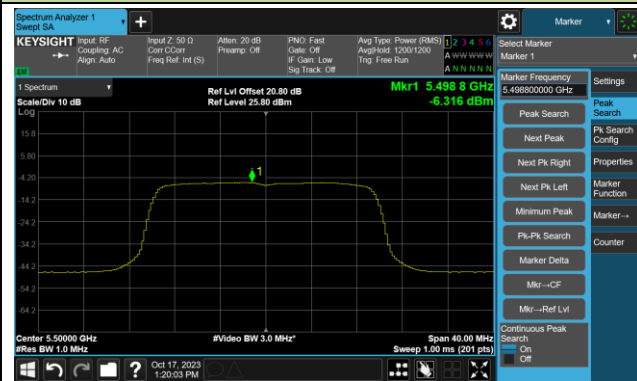 Spectrum Analyzer 1
Swept SA
Marker
KEYSIGHT
Input: RF
Coupling: AC
Align: Auto
Input Z: 50 Ω
Corr CCorr
Freq Ref: Int (S)
Atten: 20 dB
Preamp: Off
PNO: Fast
Gate: Off
IF Gain: Low
Sig Track: Off
Avg Type: Power (RMS)
Avg|Hold: 1200/1200
Trig: Free Run
1 2 3 4 5 6
A W W W W W
A N N N N N
Select Marker
Marker 1
1 Spectrum
Scale/Div 10 dB
Log
Ref Lvl Offset 20.80 dB
Ref Level 25.80 dBm
Mkr1 5.498 8 GHz
-6.316 dBm
15.8
5.80
-4.20
-14.2
-24.2
-34.2
-44.2
-54.2
-64.2
1
Center 5.50000 GHz
#Res BW 1.0 MHz
#Video BW 3.0 MHz*
Span 40.00 MHz
Sweep 1.00 ms (201 pts)
Marker Frequency
5.498800000 GHz
Peak Search
Next Peak
Next Pk Right
Next Pk Left
Minimum Peak
Pk-Pk Search
Marker Delta
Mkr→CF
Mkr→Ref Lvl
Continuous Peak
Search
On
Off
Settings
Peak
Search
Pk Search
Config
Properties
Marker
Function
Marker→
Counter
Oct 17, 2023
1:20:03 PM